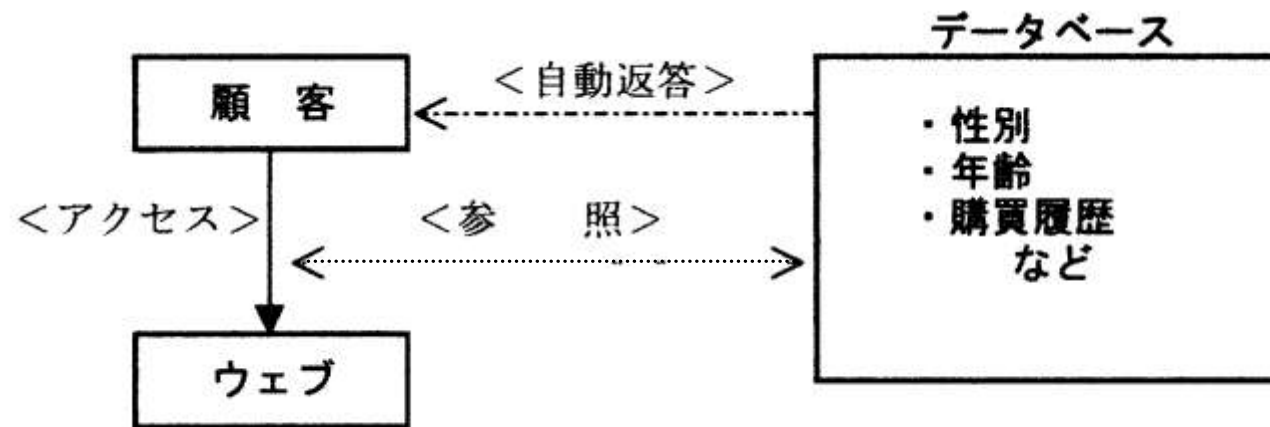 データベース
顧　客
＜自動返答＞
・性別
・年齢
・購買履歴
など
＜アクセス＞
＜参　　照＞
ウェブ